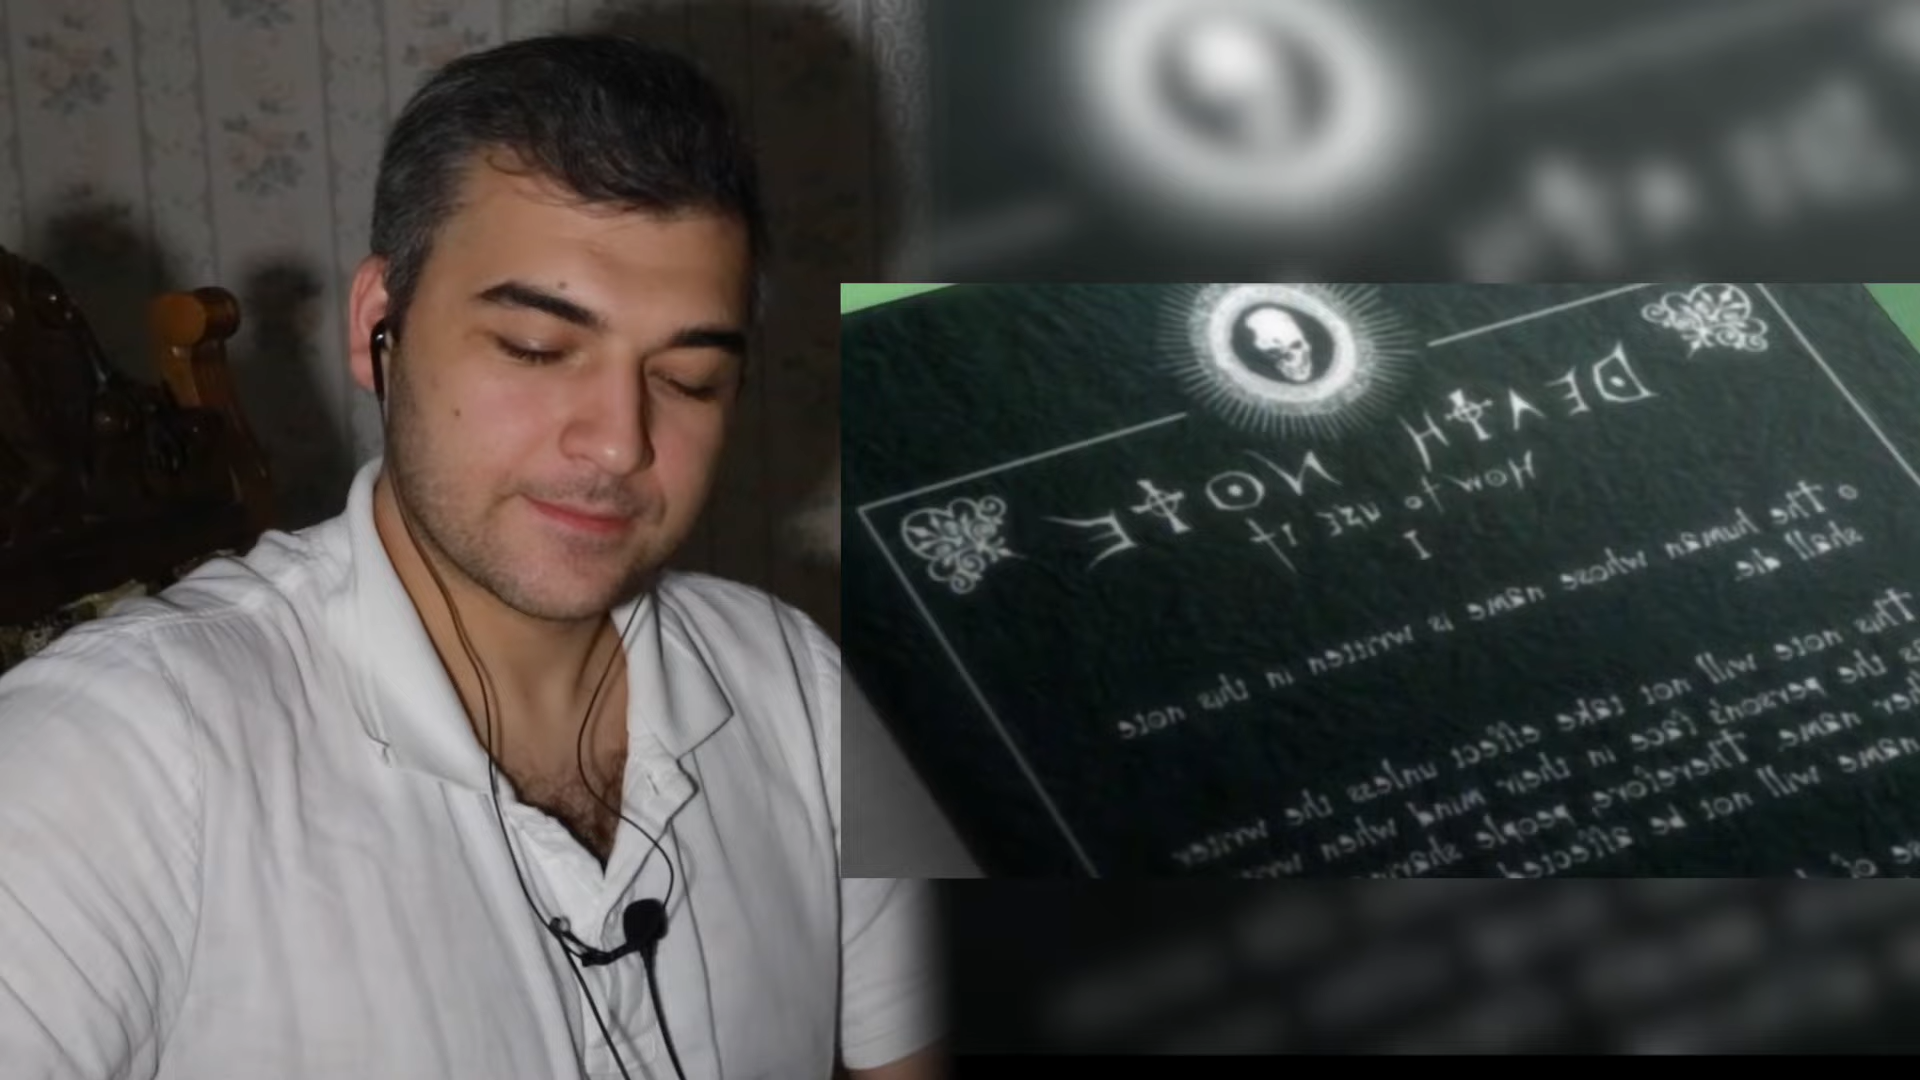 DEATH NOTE
How to use it
I
o The human whose name is written in this note
shall die.
This note will not take effect unless the writer
the person's face in their mind when
name. Therefore, people
name will not be affected